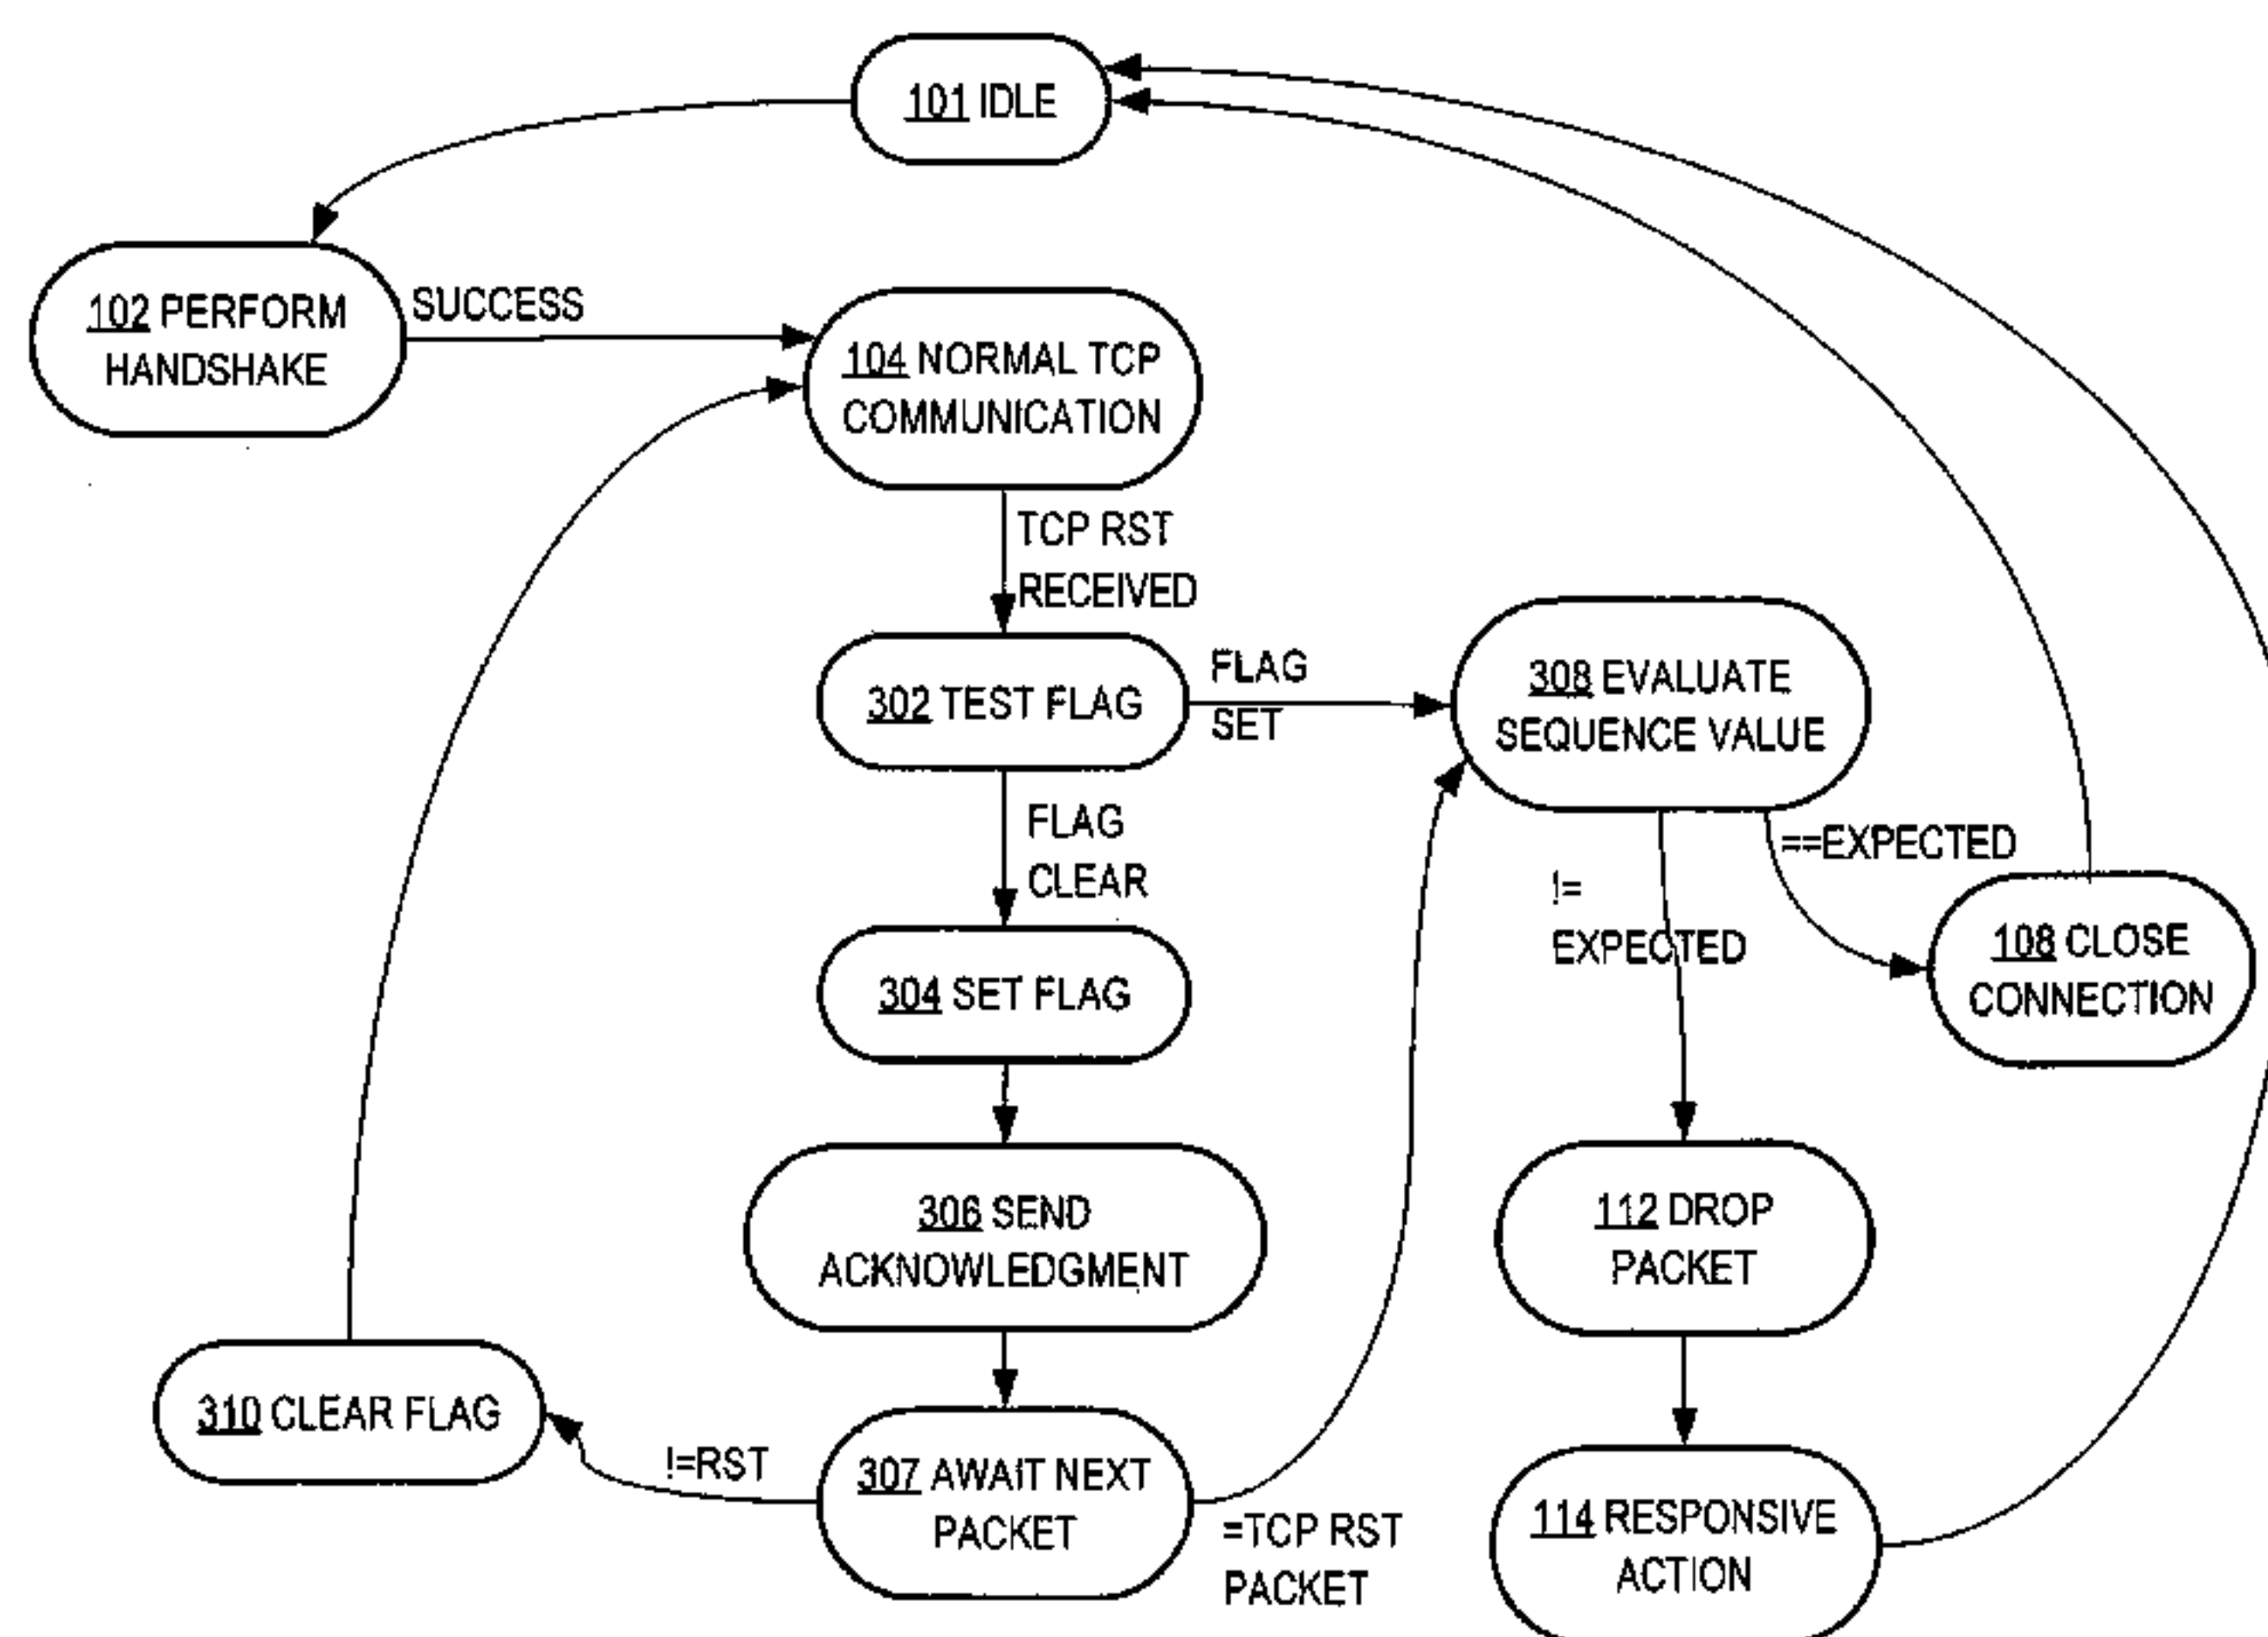 101 IDLE
102 PERFORM
HANDSHAKE
SUCCESS
104 NORMAL TCP
COMMUNICATION
TCP RST
RECEIVED
302 TEST FLAG
FLAG
SET
308 EVALUATE
SEQUENCE VALUE
FLAG
CLEAR
==EXPECTED
!=
EXPECTED
108 CLOSE
CONNECTION
304 SET FLAG
306 SEND
ACKNOWLEDGMENT
112 DROP
PACKET
310 CLEAR FLAG
!=RST
307 AWAIT NEXT
PACKET
=TCP RST
PACKET
114 RESPONSIVE
ACTION